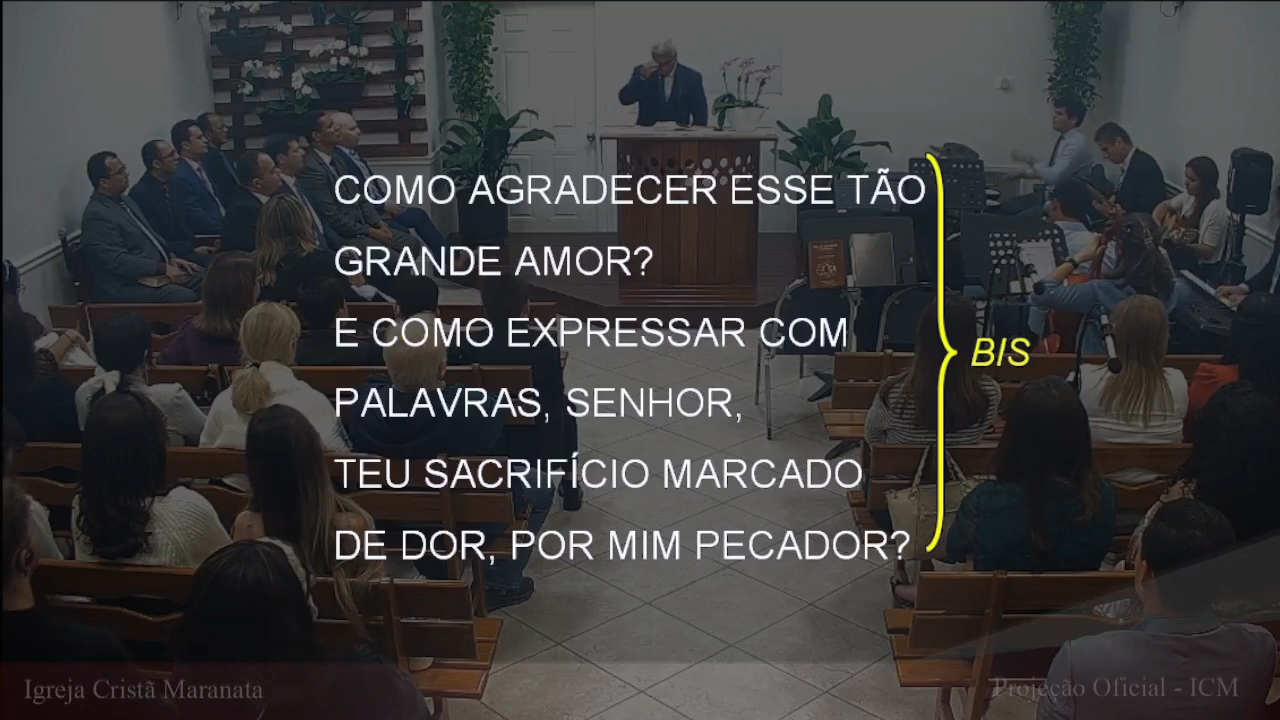 COMO AGRADECER ESSE TÃO
GRANDE AMOR?
E COMO EXPRESSAR COM
PALAVRAS, SENHOR,
TEU SACRIFÍCIO MARCADO
DE DOR, POR MIM PECADOR?
BIS
Igreja Cristã Maranata
Projeção Oficial - ICM